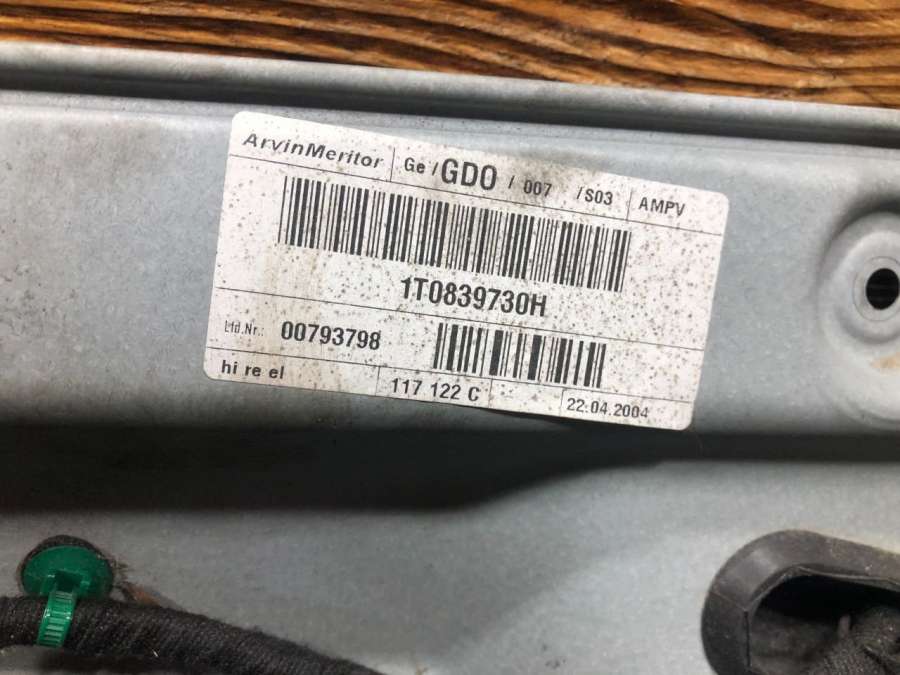 ArvinMeritor Ge / GDO / 007 / S03 AMPV
1T0839730H
Lfd.Nr.: 00793798
hi re el 117 122 C 22.04.2004